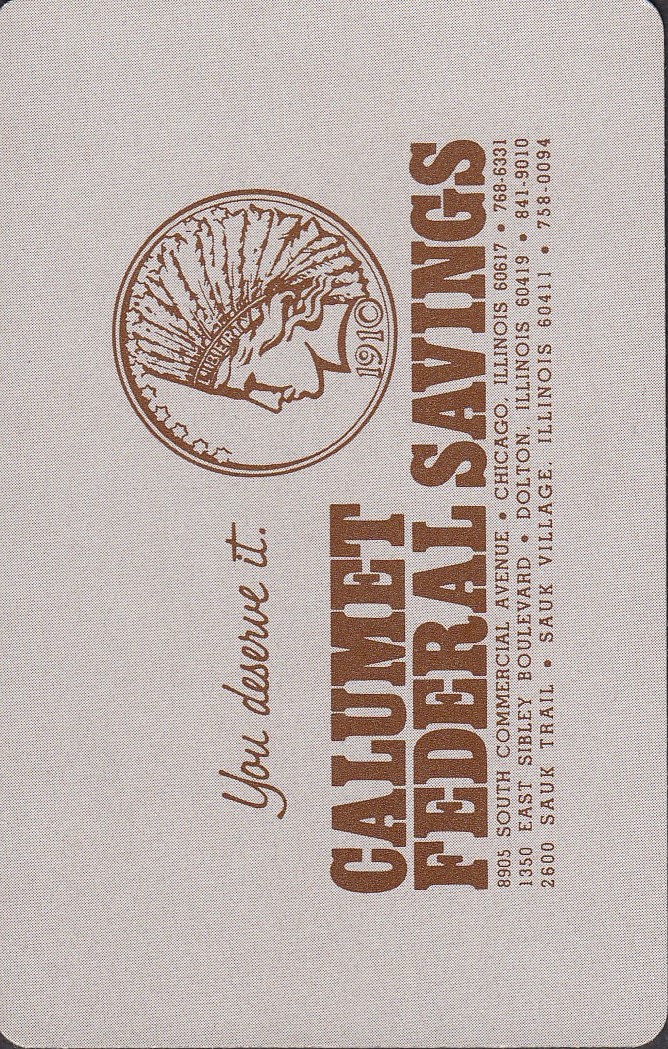 LIBERTY
1910
You deserve it.
CALUMET
FEDERAL SAVINGS
8905 SOUTH COMMERCIAL AVENUE • CHICAGO, ILLINOIS 60617 • 768-6331
1350 EAST SIBLEY BOULEVARD • DOLTON, ILLINOIS 60419 • 841-9010
2600 SAUK TRAIL • SAUK VILLAGE, ILLINOIS 60411 • 758-0094